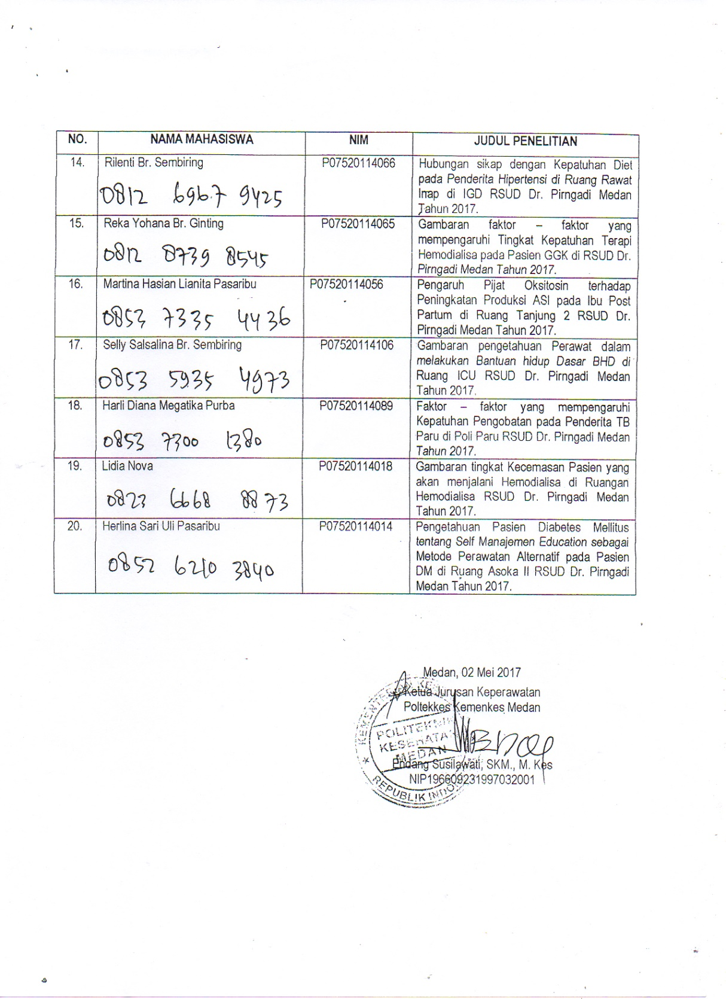 NO. NAMA MAHASISWA NIM JUDUL PENELITIAN
14. Rilenti Br. Sembiring P07520114066 Hubungan sikap dengan Kepatuhan Diet
pada Penderita Hipertensi di Ruang Rawat
Inap di IGD RSUD Dr. Pirngadi Medan
Tahun 2017.
0812 6967 9425
15. Reka Yohana Br. Ginting P07520114065 Gambaran faktor – faktor yang
mempengaruhi Tingkat Kepatuhan Terapi
Hemodialisa pada Pasien GGK di RSUD Dr.
Pirngadi Medan Tahun 2017.
0812 8739 8545
16. Martina Hasian Lianita Pasaribu P07520114056 Pengaruh Pijat Oksitosin terhadap
Peningkatan Produksi ASI pada Ibu Post
Partum di Ruang Tanjung 2 RSUD Dr.
Pirngadi Medan Tahun 2017.
0853 7335 4436
17. Selly Salsalina Br. Sembiring P07520114106 Gambaran pengetahuan Perawat dalam
melakukan Bantuan hidup Dasar BHD di
Ruang ICU RSUD Dr. Pirngadi Medan
Tahun 2017.
0853 5935 4973
18. Harli Diana Megatika Purba P07520114089 Faktor – faktor yang mempengaruhi
Kepatuhan Pengobatan pada Penderita TB
Paru di Poli Paru RSUD Dr. Pirngadi Medan
Tahun 2017.
0853 7300 1380
19. Lidia Nova P07520114018 Gambaran tingkat Kecemasan Pasien yang
akan menjalani Hemodialisa di Ruangan
Hemodialisa RSUD Dr. Pirngadi Medan
Tahun 2017.
0823 6668 8873
20. Herlina Sari Uli Pasaribu P07520114014 Pengetahuan Pasien Diabetes Mellitus
tentang Self Manajemen Education sebagai
Metode Perawatan Alternatif pada Pasien
DM di Ruang Asoka II RSUD Dr. Pirngadi
Medan Tahun 2017.
0852 6210 3840
Medan, 02 Mei 2017
Ketua Jurusan Keperawatan
Poltekkes Kemenkes Medan
POLITEKNIK
KESEHATAN
MEDAN
REPUBLIK INDO
Endang Susilawati, SKM., M. Kes
NIP196609231997032001